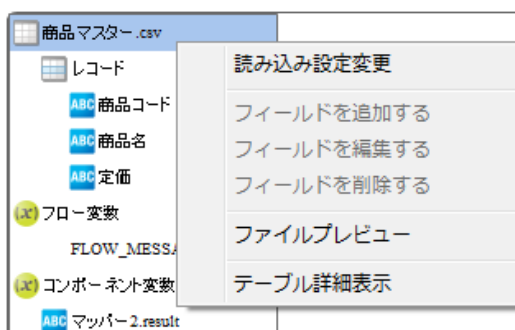 商品マスター.csv
レコード
ABC 商品コード
ABC 商品名
ABC 定価
(x) フロー変数
FLOW_MESSA
(x) コンポーネント変数
ABC マッパー2.result
読み込み設定変更
フィールドを追加する
フィールドを編集する
フィールドを削除する
ファイルプレビュー
テーブル詳細表示